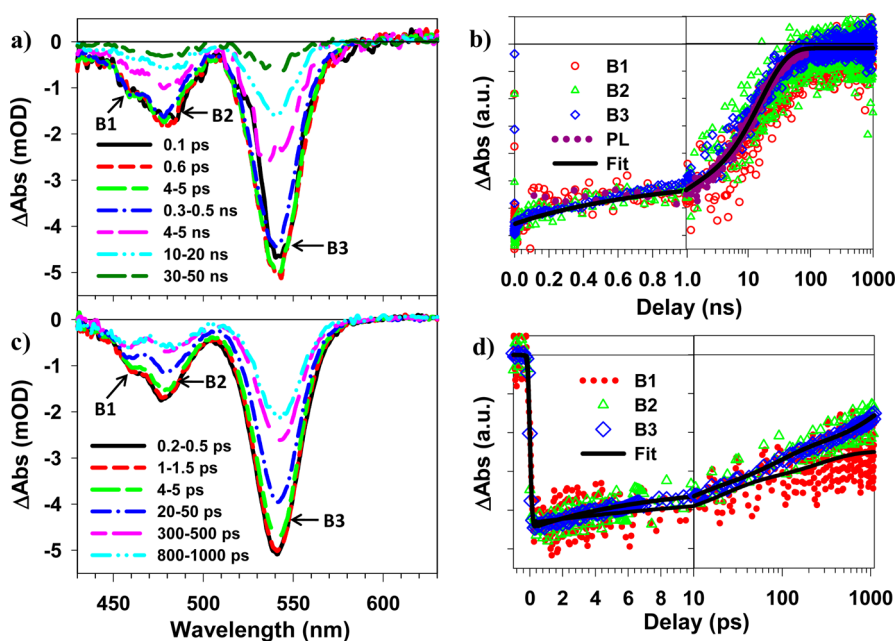 a)
0
-1
-2
-3
-4
-5
ΔAbs (mOD)
B1
B2
B3
0.1 ps
0.6 ps
4-5 ps
0.3-0.5 ns
4-5 ns
10-20 ns
30-50 ns
b)
ΔAbs (a.u.)
B1
B2
B3
PL
Fit
0.0 0.2 0.4 0.6 0.8 1.0 10 100 1000
Delay (ns)
c)
0
-1
-2
-3
-4
-5
ΔAbs (mOD)
B1
B2
B3
0.2-0.5 ps
1-1.5 ps
4-5 ps
20-50 ps
300-500 ps
800-1000 ps
450 500 550 600
Wavelength (nm)
d)
ΔAbs (a.u.)
B1
B2
B3
Fit
0 2 4 6 8 10 100 1000
Delay (ps)